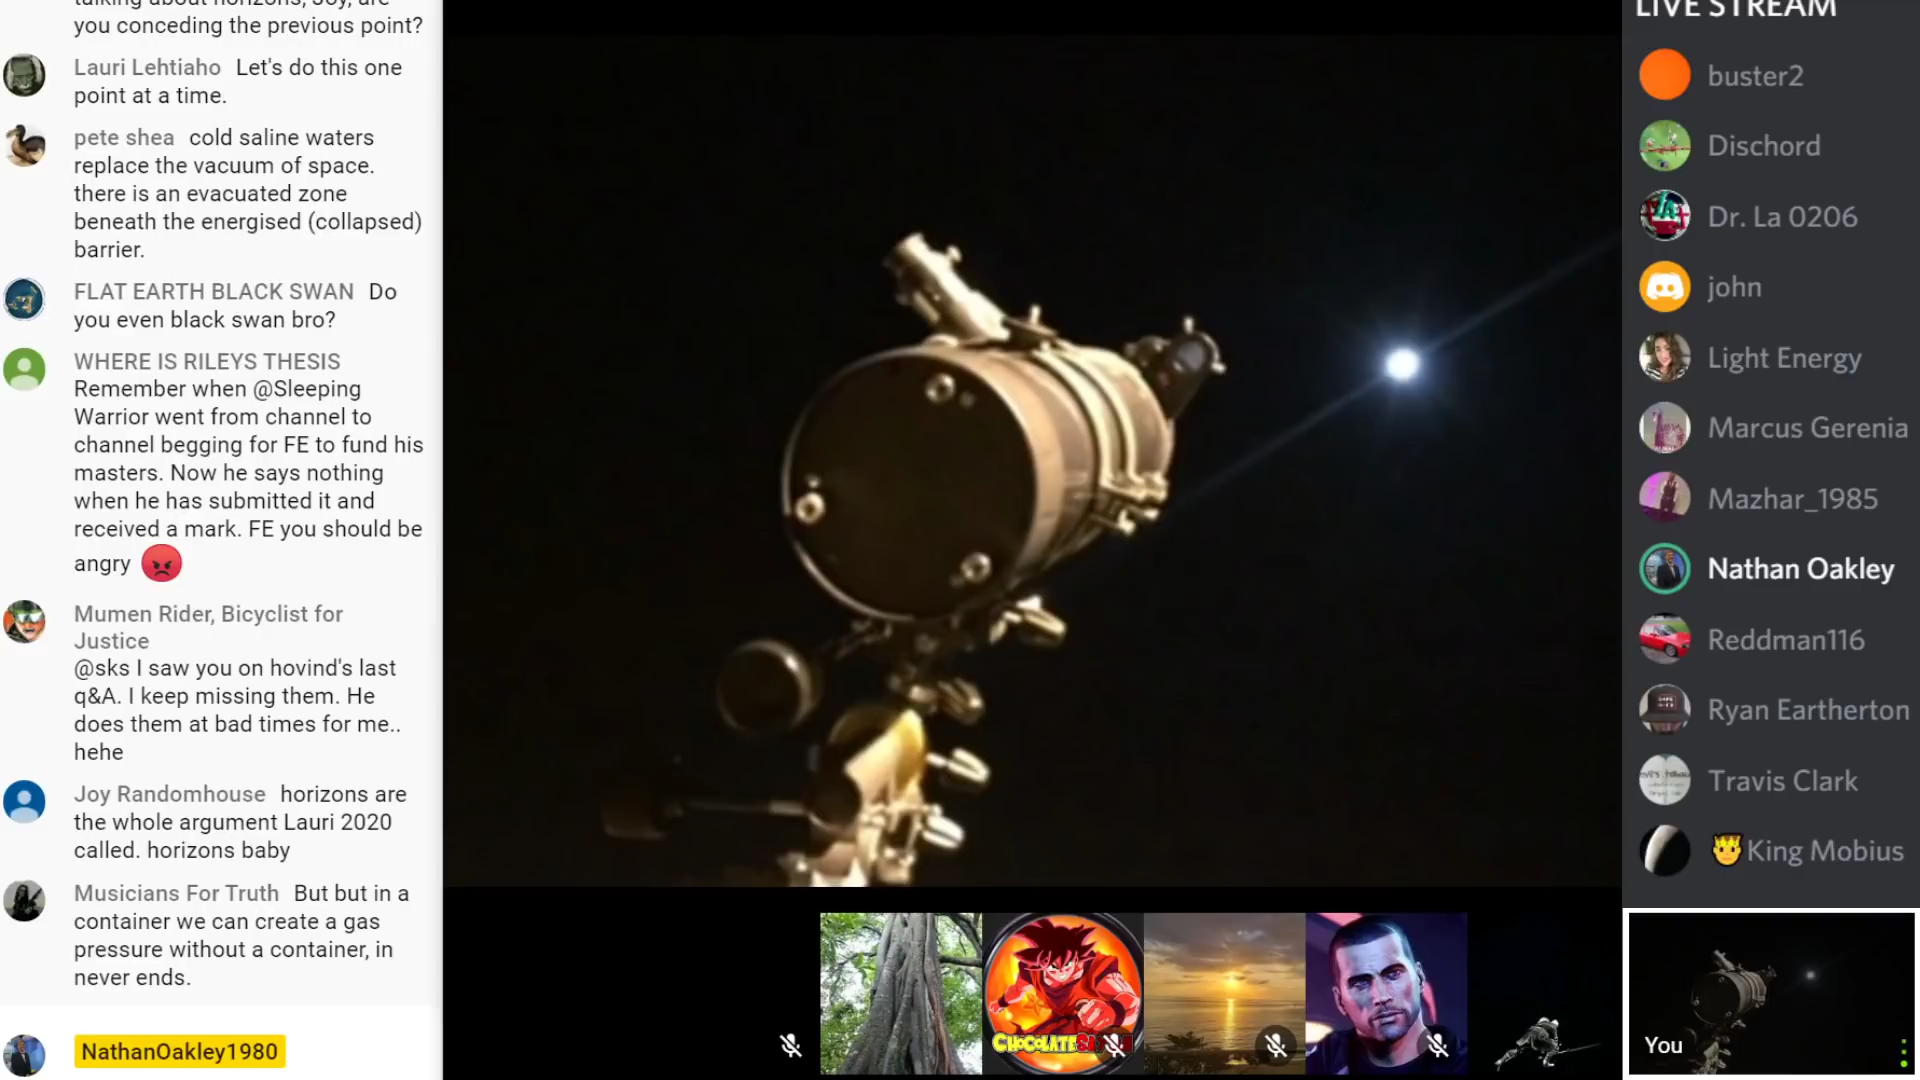 talking about horizons, Joy, are
you conceding the previous point?
Lauri Lehtiaho Let's do this one
point at a time.
pete shea cold saline waters
replace the vacuum of space.
there is an evacuated zone
beneath the energised (collapsed)
barrier.
FLAT EARTH BLACK SWAN Do
you even black swan bro?
WHERE IS RILEYS THESIS
Remember when @Sleeping
Warrior went from channel to
channel begging for FE to fund his
masters. Now he says nothing
when he has submitted it and
received a mark. FE you should be
angry 😡
Mumen Rider, Bicyclist for
Justice
@sks I saw you on hovind's last
q&A. I keep missing them. He
does them at bad times for me..
hehe
Joy Randomhouse horizons are
the whole argument Lauri 2020
called. horizons baby
Musicians For Truth But but in a
container we can create a gas
pressure without a container, in
never ends.
NathanOakley1980
LIVE STREAM
buster2
Dischord
Dr. La 0206
john
Light Energy
Marcus Gerenia
Mazhar_1985
Nathan Oakley
Reddman116
Ryan Eartherton
Travis Clark
🤴King Mobius
CHOCOLATE
You